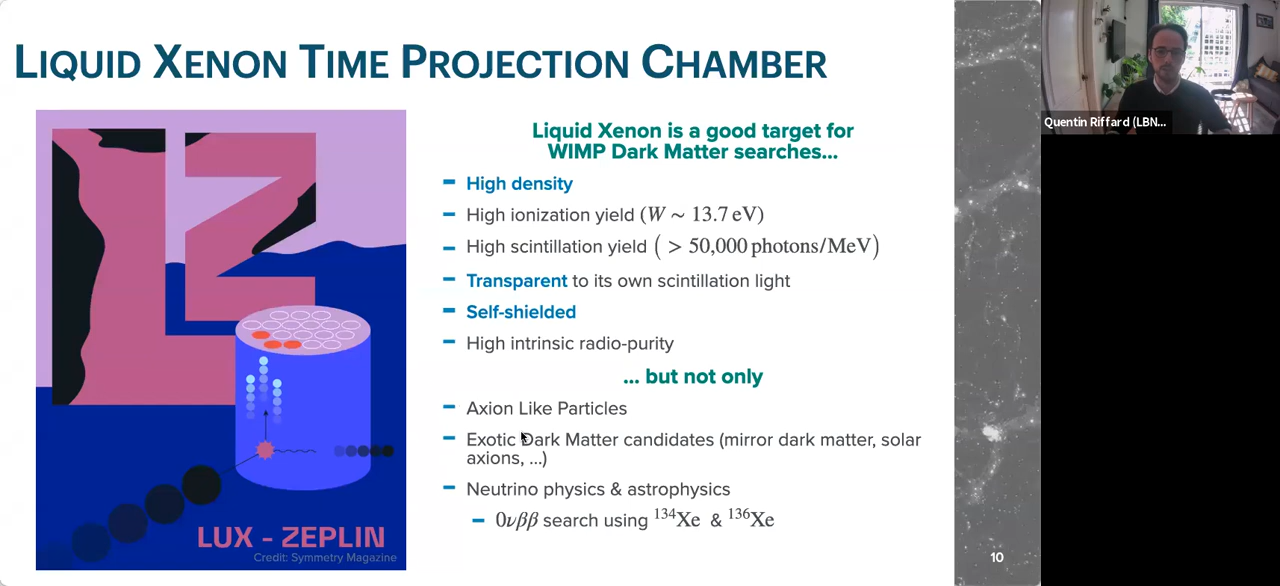 LIQUID XENON TIME PROJECTION CHAMBER
LZ
LUX - ZEPLIN
Credit: Symmetry Magazine
Liquid Xenon is a good target for
WIMP Dark Matter searches...
– High density
– High ionization yield (W ~ 13.7 eV)
– High scintillation yield ( > 50,000 photons/MeV)
– Transparent to its own scintillation light
– Self-shielded
– High intrinsic radio-purity
... but not only
– Axion Like Particles
– Exotic Dark Matter candidates (mirror dark matter, solar
axions, ...)
– Neutrino physics & astrophysics
– 0νββ search using ¹³⁴Xe & ¹³⁶Xe
10
Quentin Riffard (LBN...